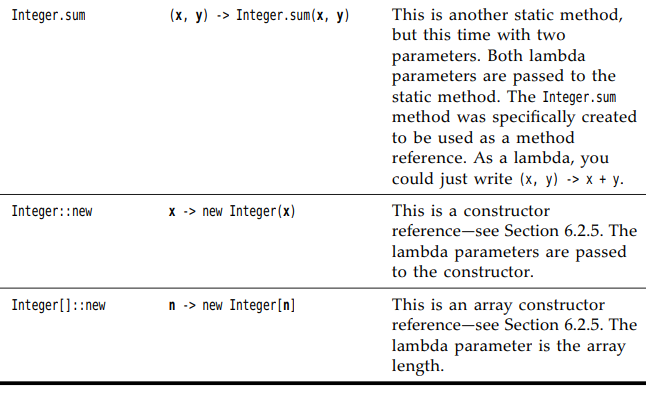 Integer.sum (x, y) -> Integer.sum(x, y) This is another static method,
but this time with two
parameters. Both lambda
parameters are passed to the
static method. The Integer.sum
method was specifically created
to be used as a method
reference. As a lambda, you
could just write (x, y) -> x + y.
Integer::new x -> new Integer(x) This is a constructor
reference—see Section 6.2.5. The
lambda parameters are passed
to the constructor.
Integer[]::new n -> new Integer[n] This is an array constructor
reference—see Section 6.2.5. The
lambda parameter is the array
length.